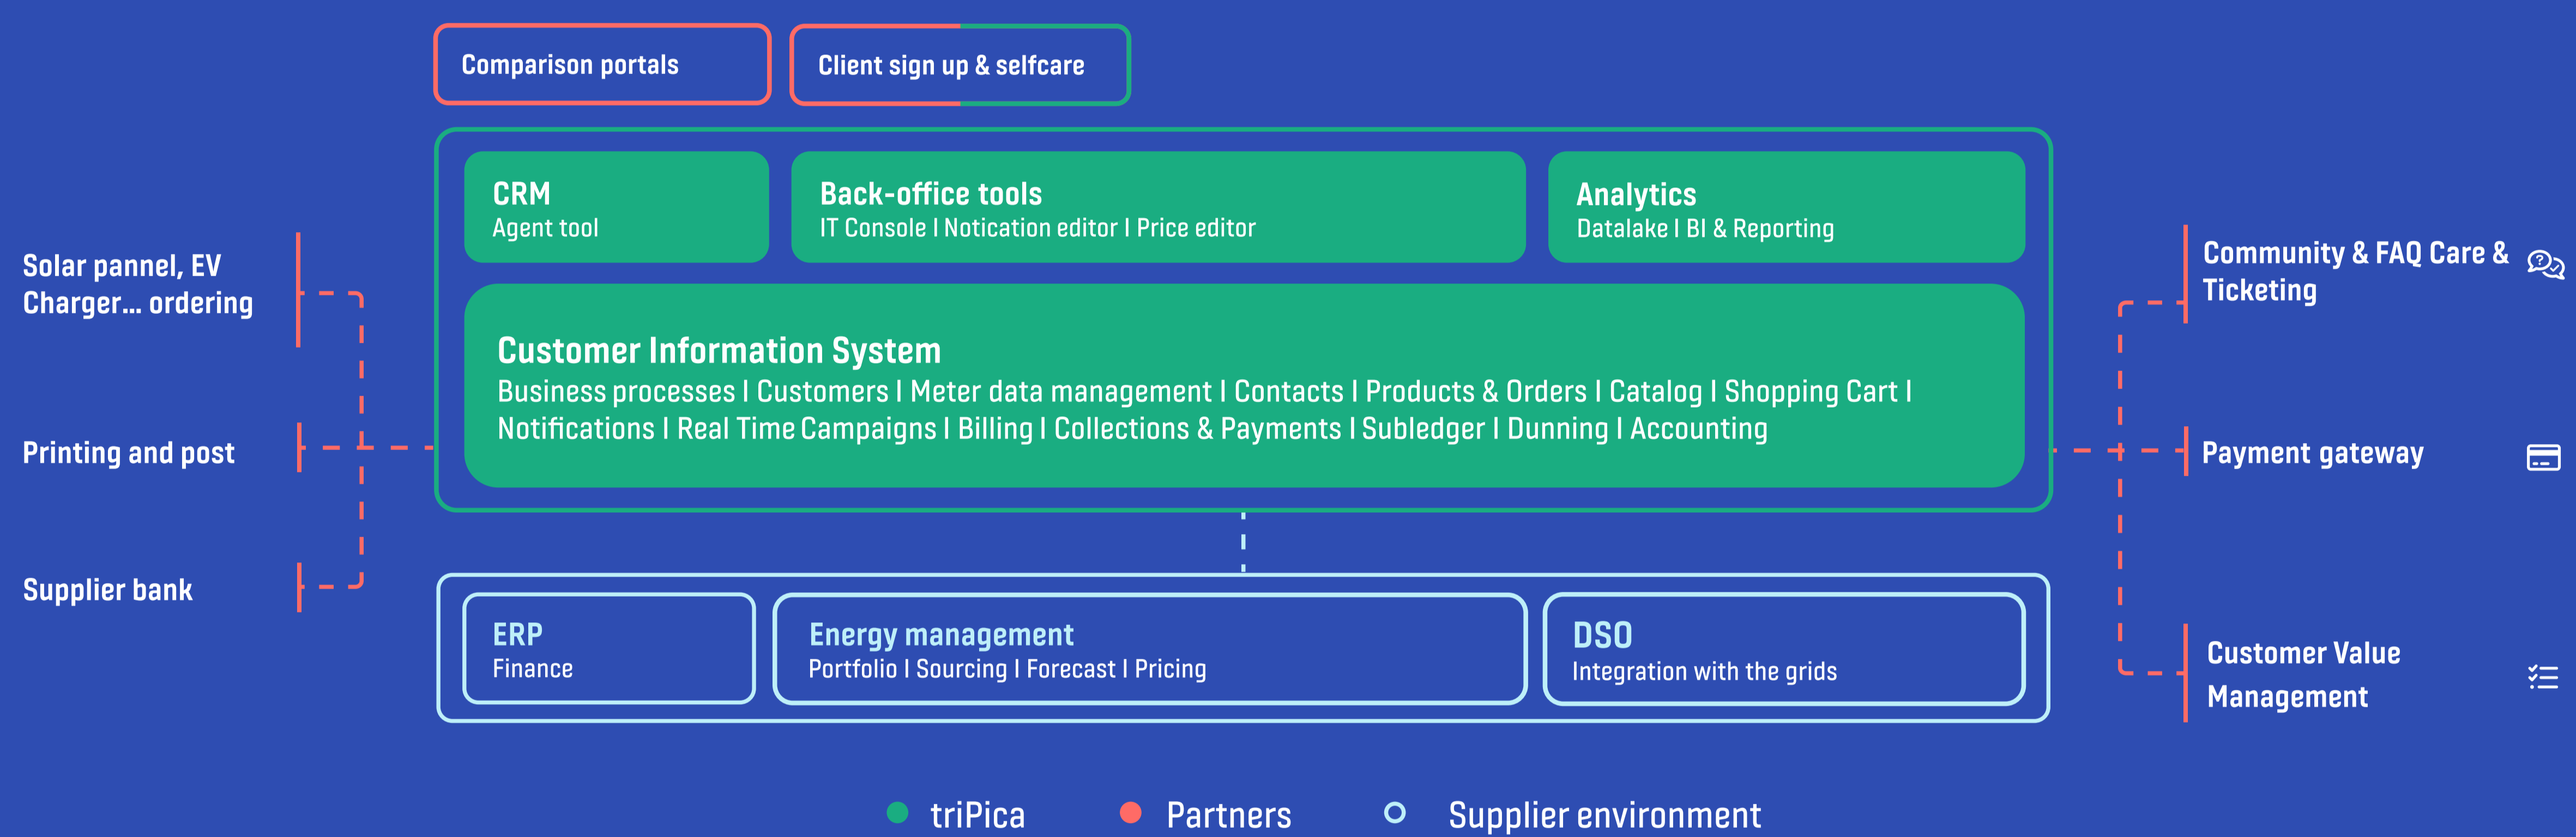 Comparison portals
Client sign up & selfcare
CRM
Agent tool
Back-office tools
IT Console | Notication editor | Price editor
Analytics
Datalake | BI & Reporting
Customer Information System
Business processes | Customers | Meter data management | Contacts | Products & Orders | Catalog | Shopping Cart |
Notifications | Real Time Campaigns | Billing | Collections & Payments | Subledger | Dunning | Accounting
Solar pannel, EV
Charger... ordering
Printing and post
Supplier bank
Community & FAQ Care &
Ticketing
Payment gateway
Customer Value
Management
ERP
Finance
Energy management
Portfolio | Sourcing | Forecast | Pricing
DSO
Integration with the grids
triPica
Partners
Supplier environment